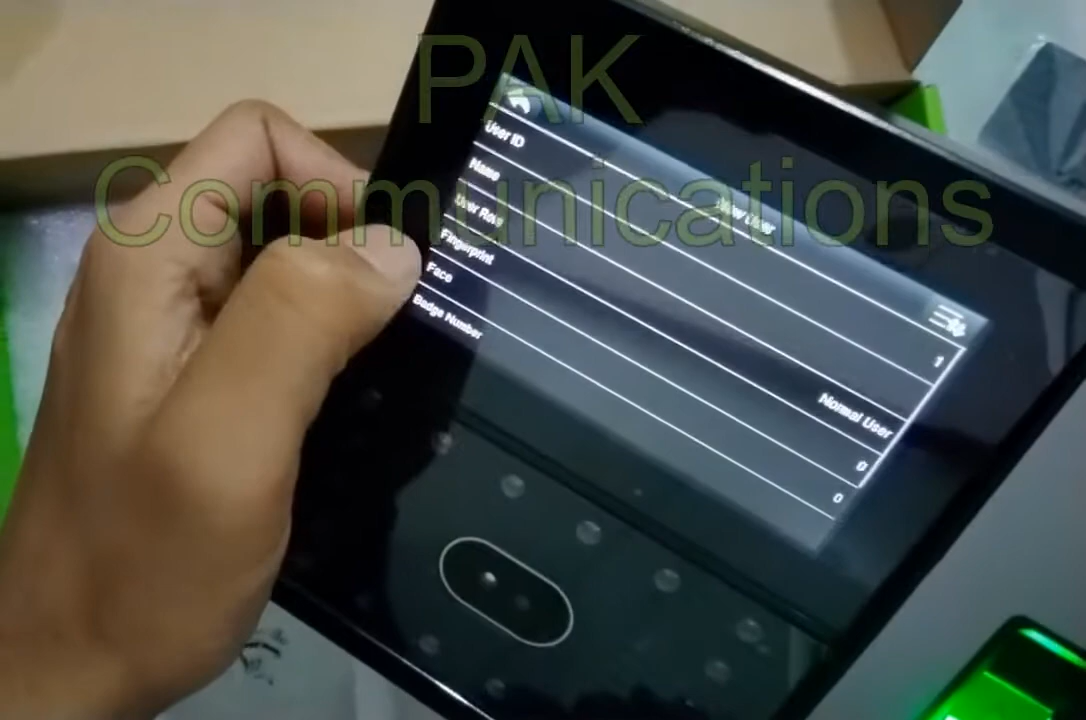 PAK
Communications
New User
User ID 1
Name
User Role Normal User
Fingerprint 0
Face 0
Badge Number